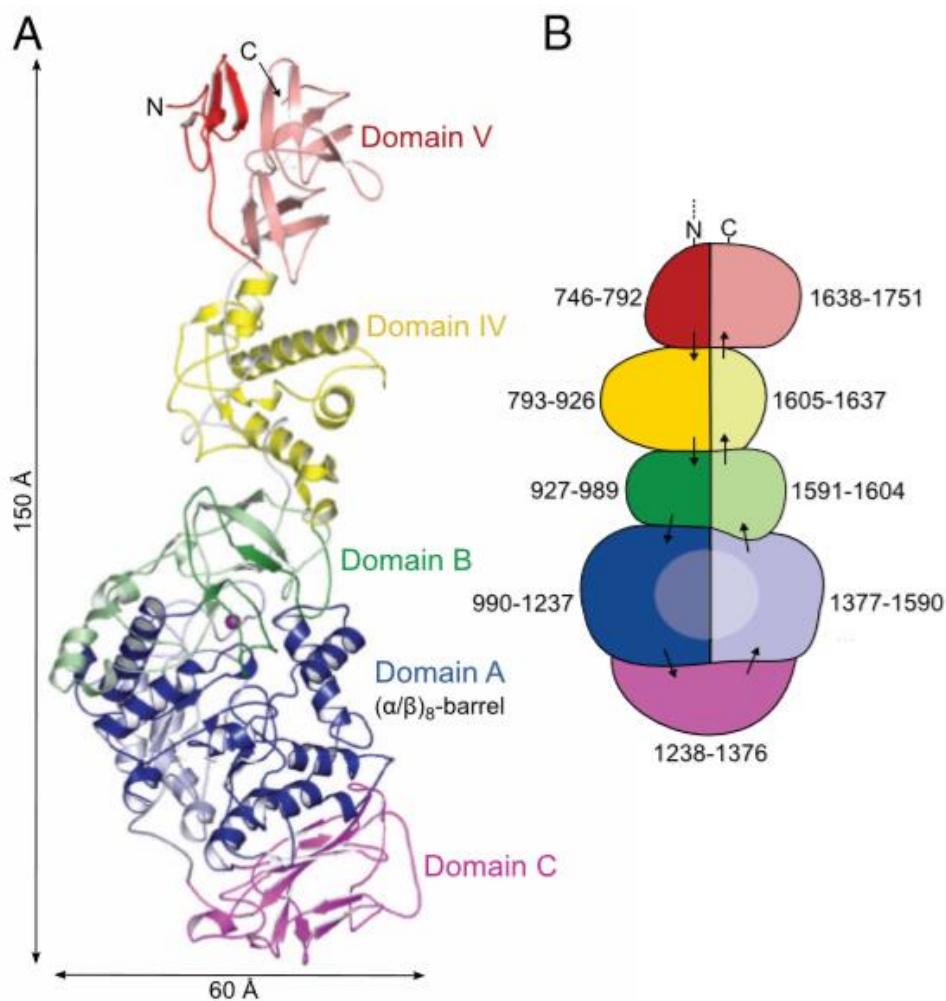 A
B
N
C
Domain V
Domain IV
Domain B
Domain A
(α/β)₈-barrel
Domain C
150 Å
60 Å
N
C
746-792
1638-1751
793-926
1605-1637
927-989
1591-1604
990-1237
1377-1590
1238-1376